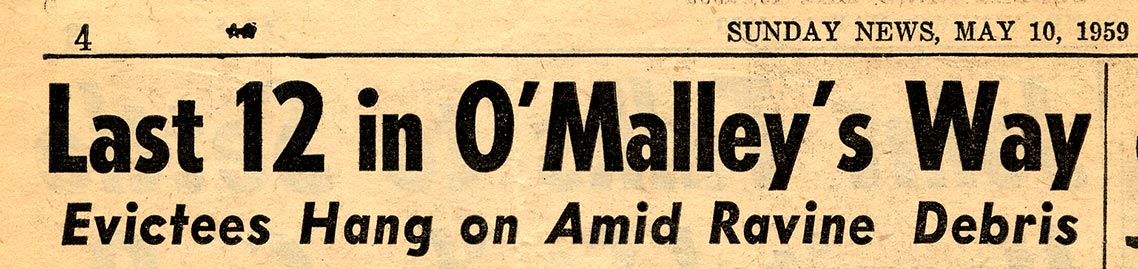 4 SUNDAY NEWS, MAY 10, 1959
Last 12 in O'Malley's Way
Evictees Hang on Amid Ravine Debris